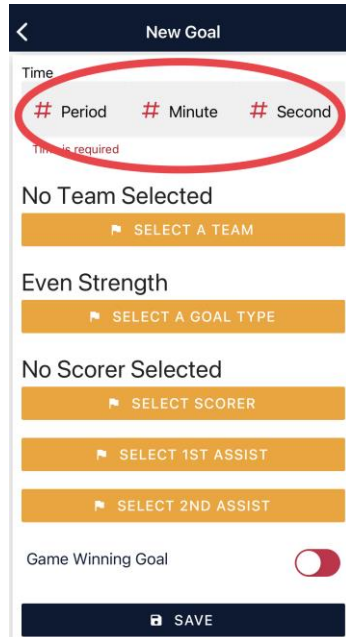 New Goal
Time
# Period # Minute # Second
Time is required
No Team Selected
SELECT A TEAM
Even Strength
SELECT A GOAL TYPE
No Scorer Selected
SELECT SCORER
SELECT 1ST ASSIST
SELECT 2ND ASSIST
Game Winning Goal
SAVE